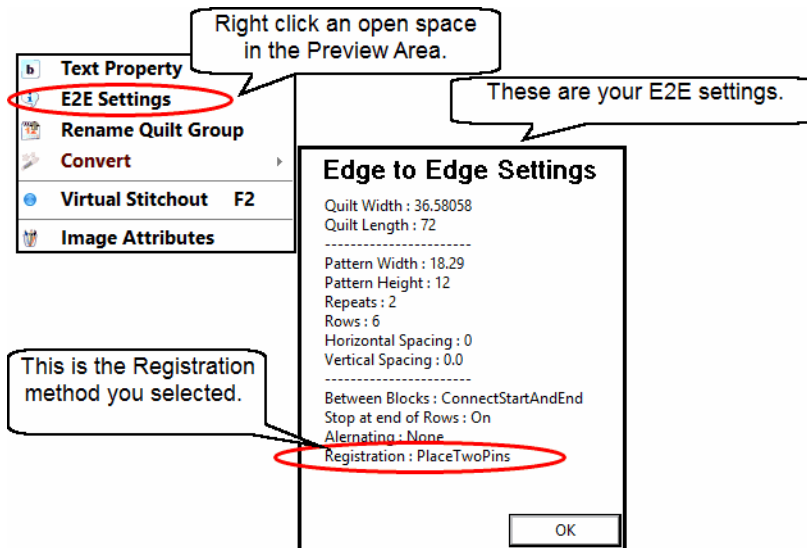 Right click an open space
in the Preview Area.
b Text Property
E2E Settings
Rename Quilt Group
Convert
Virtual Stitchout F2
Image Attributes
These are your E2E settings.
Edge to Edge Settings
Quilt Width : 36.58058
Quilt Length : 72
-----------------------
Pattern Width : 18.29
Pattern Height : 12
Repeats : 2
Rows : 6
Horizontal Spacing : 0
Vertical Spacing : 0.0
-----------------------
Between Blocks : ConnectStartAndEnd
Stop at end of Rows : On
Alernating : None
Registration : PlaceTwoPins
OK
This is the Registration
method you selected.